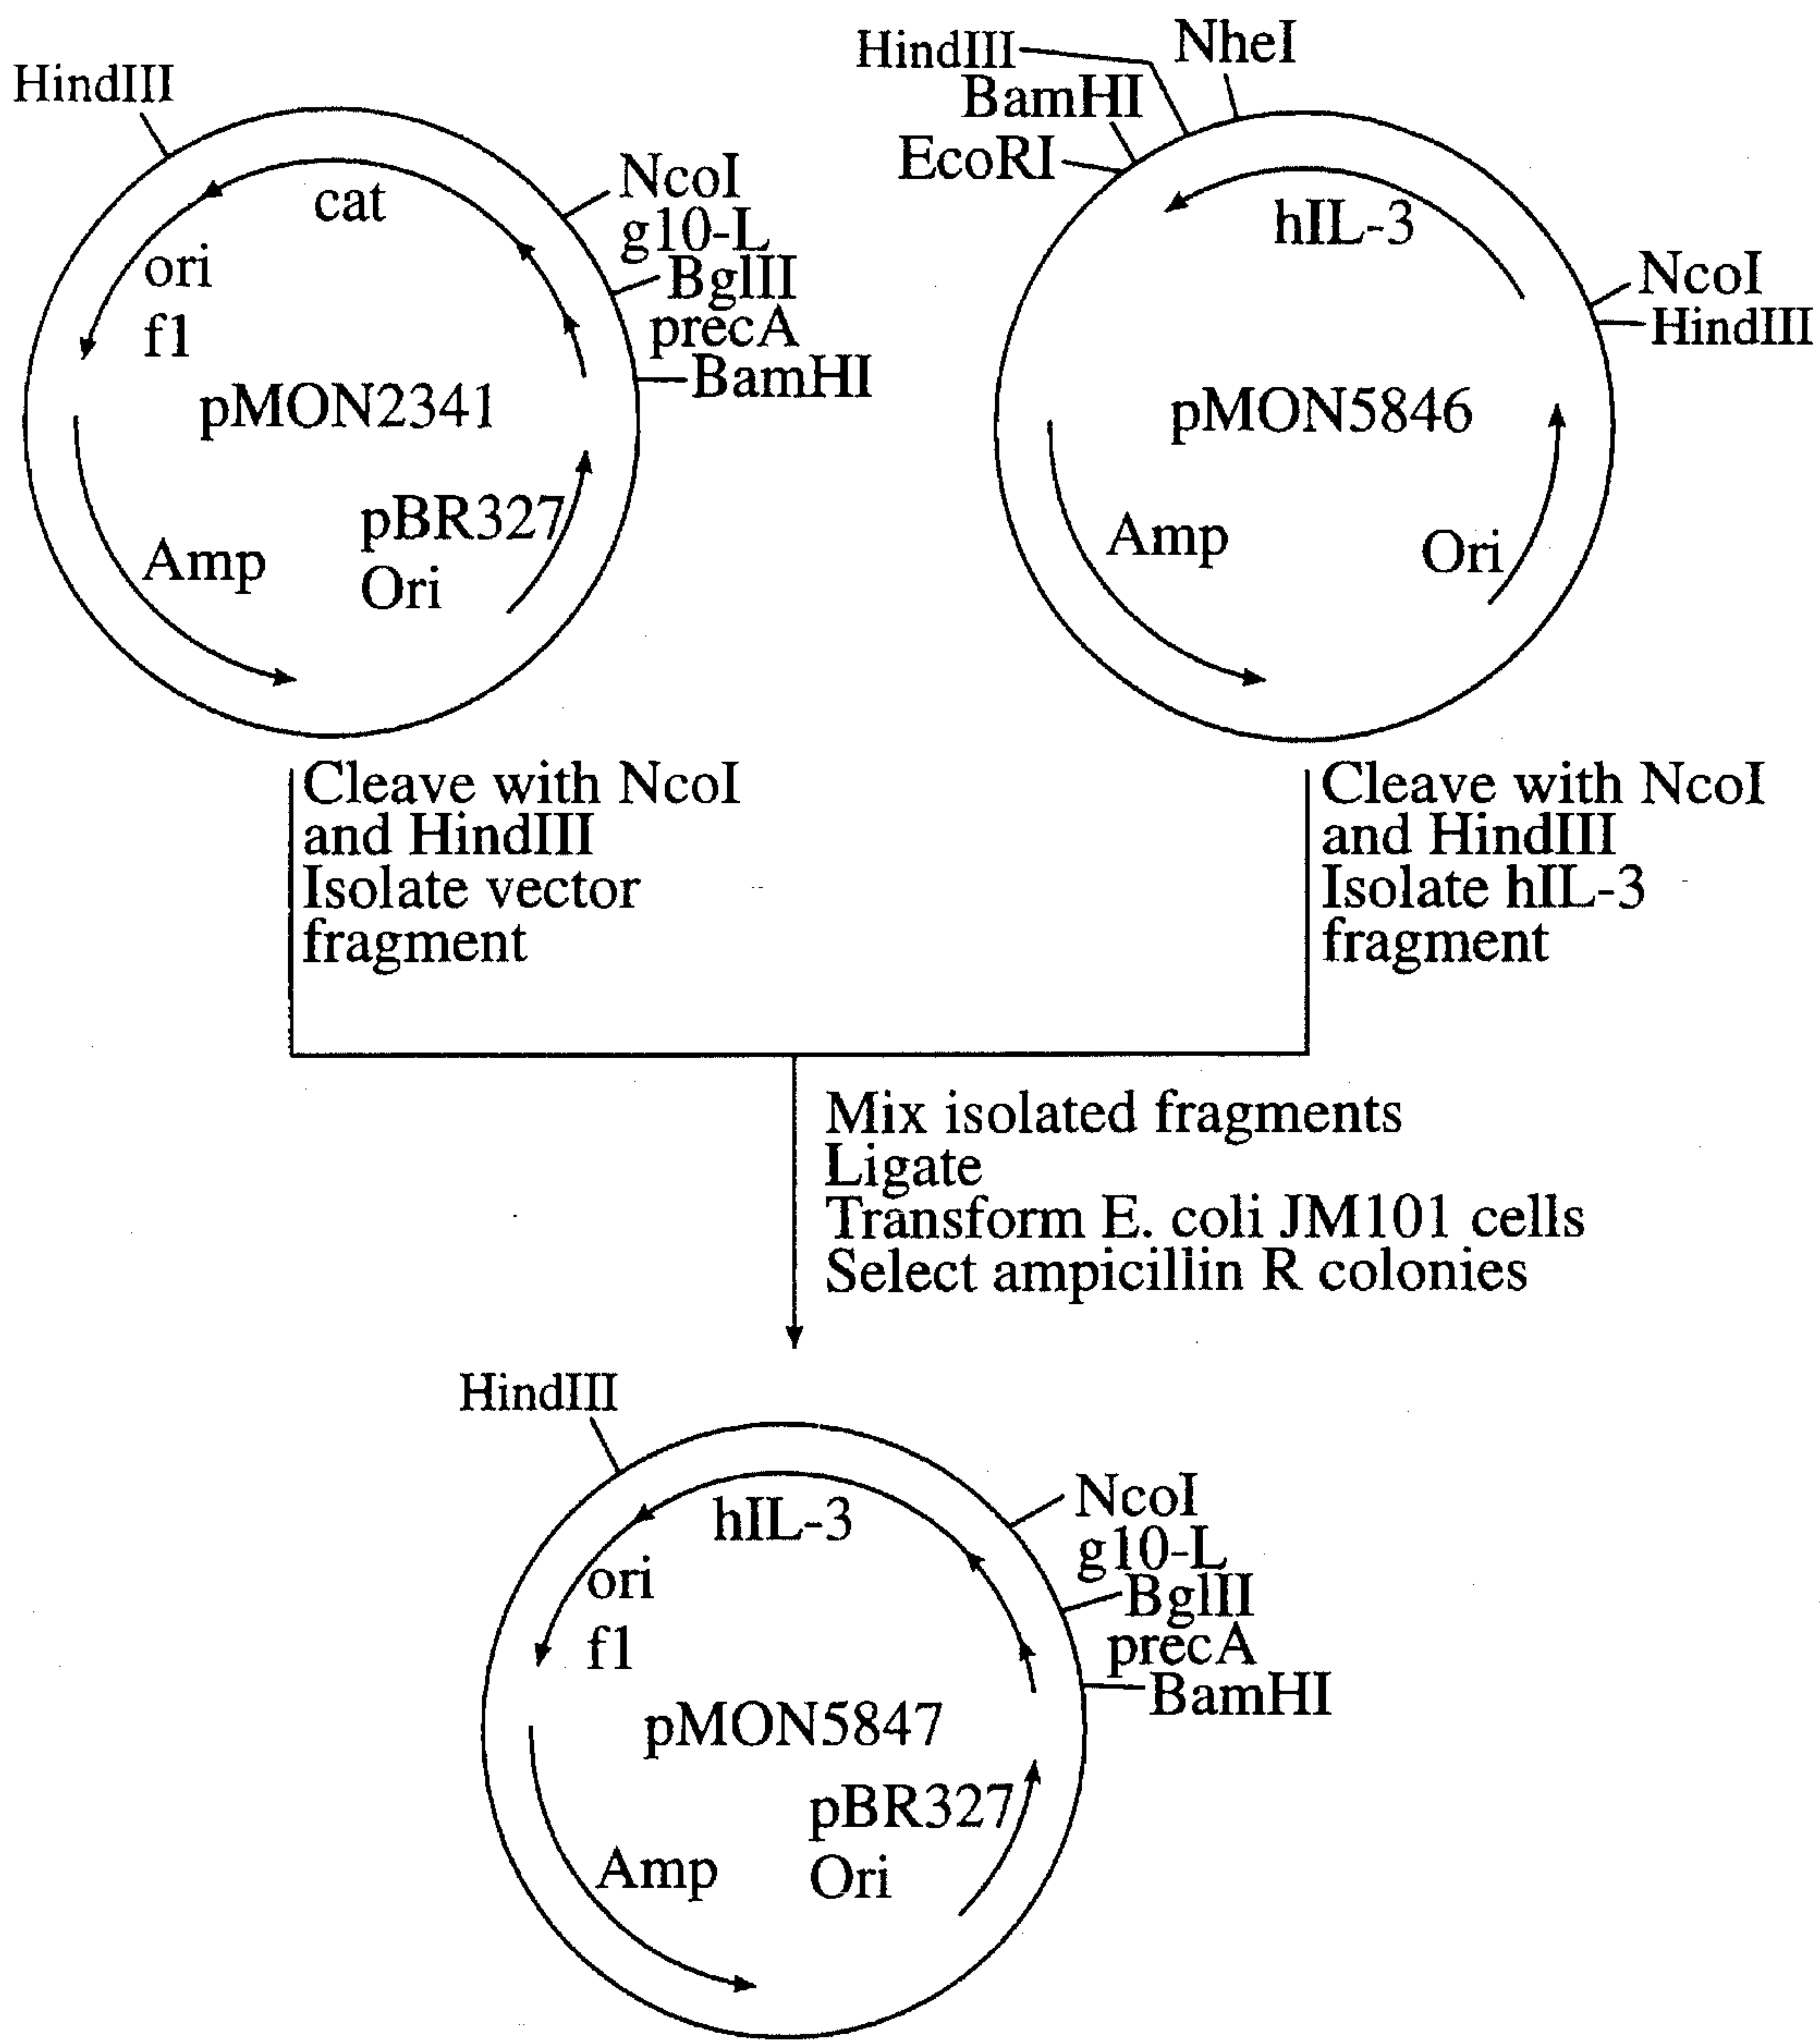 HindIII
NcoI
g10-L
BglII
precA
BamHI
cat
ori
f1
pMON2341
pBR327
Ori
Amp
HindIII
NheI
BamHI
EcoRI
hIL-3
NcoI
HindIII
pMON5846
Amp
Ori
Cleave with NcoI
and HindIII
Isolate vector
fragment
Cleave with NcoI
and HindIII
Isolate hIL-3
fragment
Mix isolated fragments
Ligate
Transform E. coli JM101 cells
Select ampicillin R colonies
HindIII
NcoI
g10-L
BglII
precA
BamHI
hIL-3
ori
f1
pMON5847
pBR327
Ori
Amp